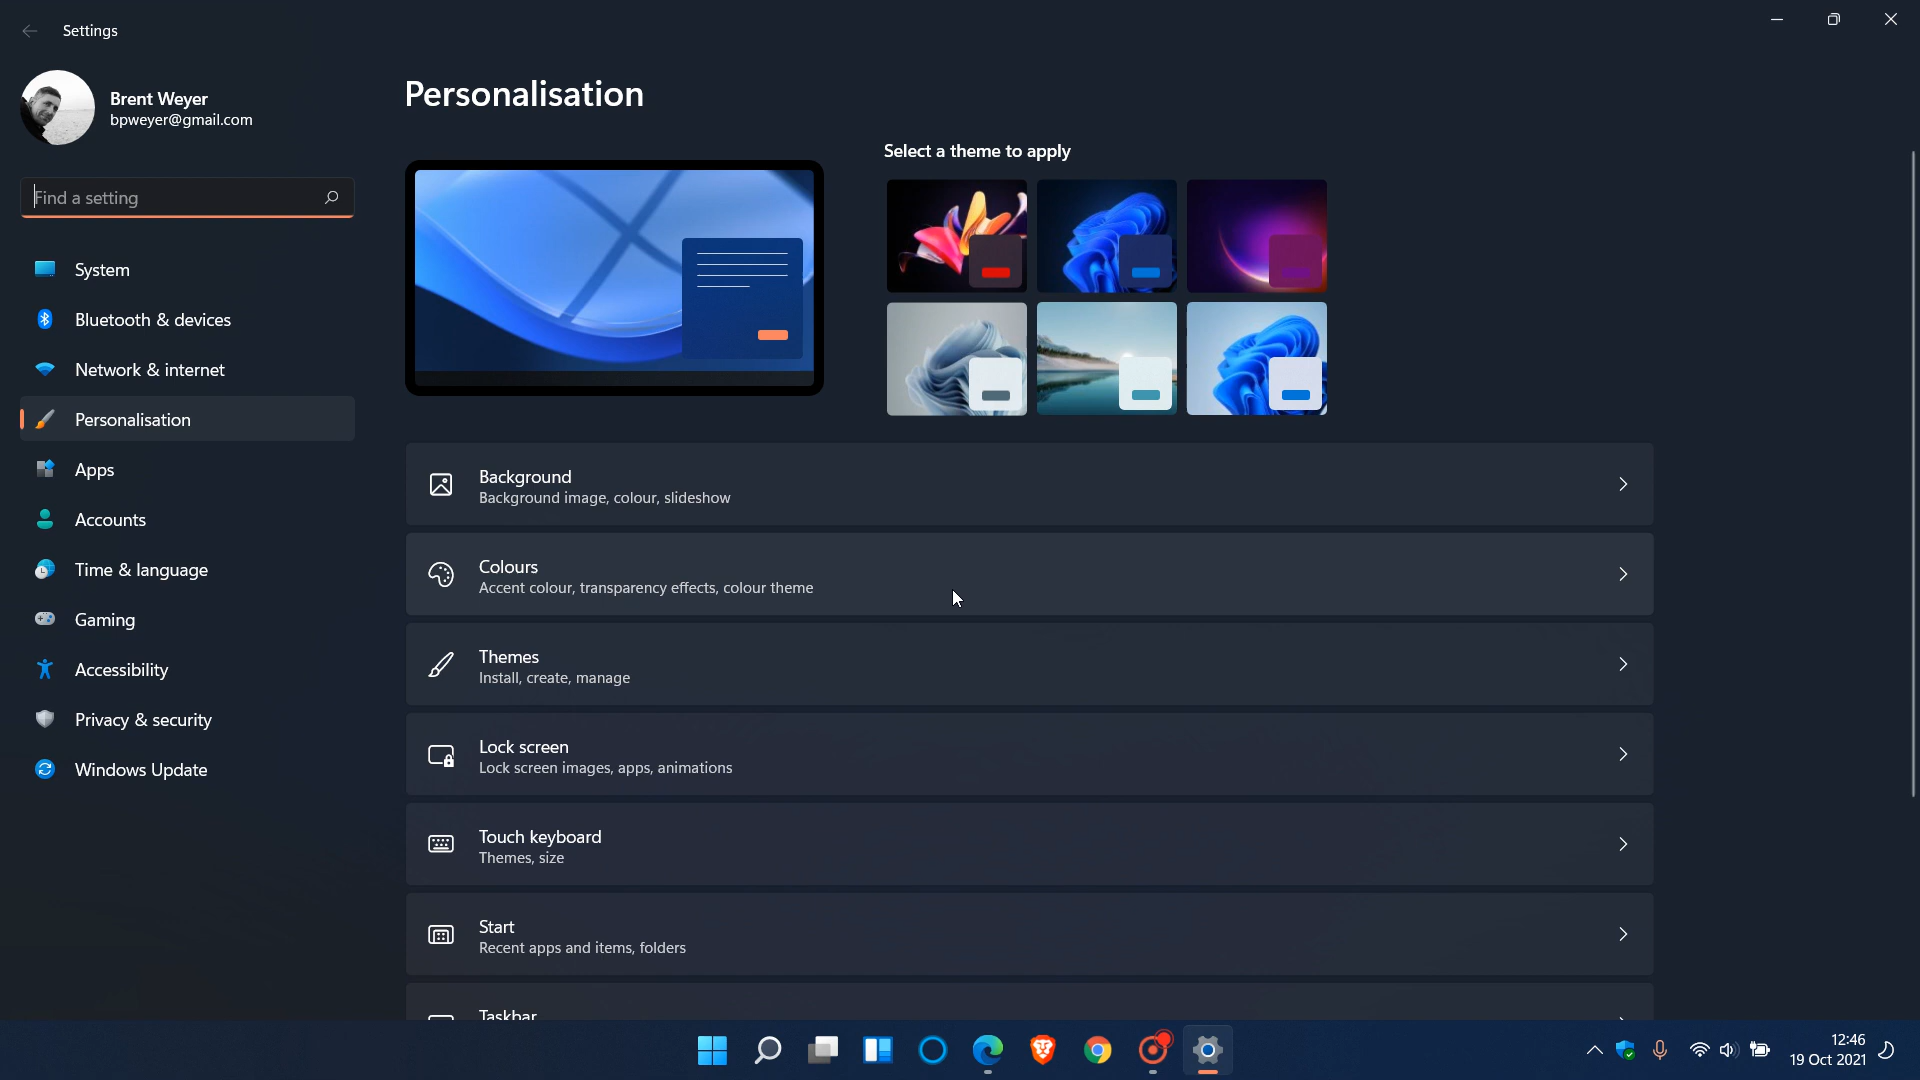 Settings
Brent Weyer
bpweyer@gmail.com
Find a setting
System
Bluetooth & devices
Network & internet
Personalisation
Apps
Accounts
Time & language
Gaming
Accessibility
Privacy & security
Windows Update
Personalisation
Select a theme to apply
Background
Background image, colour, slideshow
Colours
Accent colour, transparency effects, colour theme
Themes
Install, create, manage
Lock screen
Lock screen images, apps, animations
Touch keyboard
Themes, size
Start
Recent apps and items, folders
Taskbar
12:46
19 Oct 2021